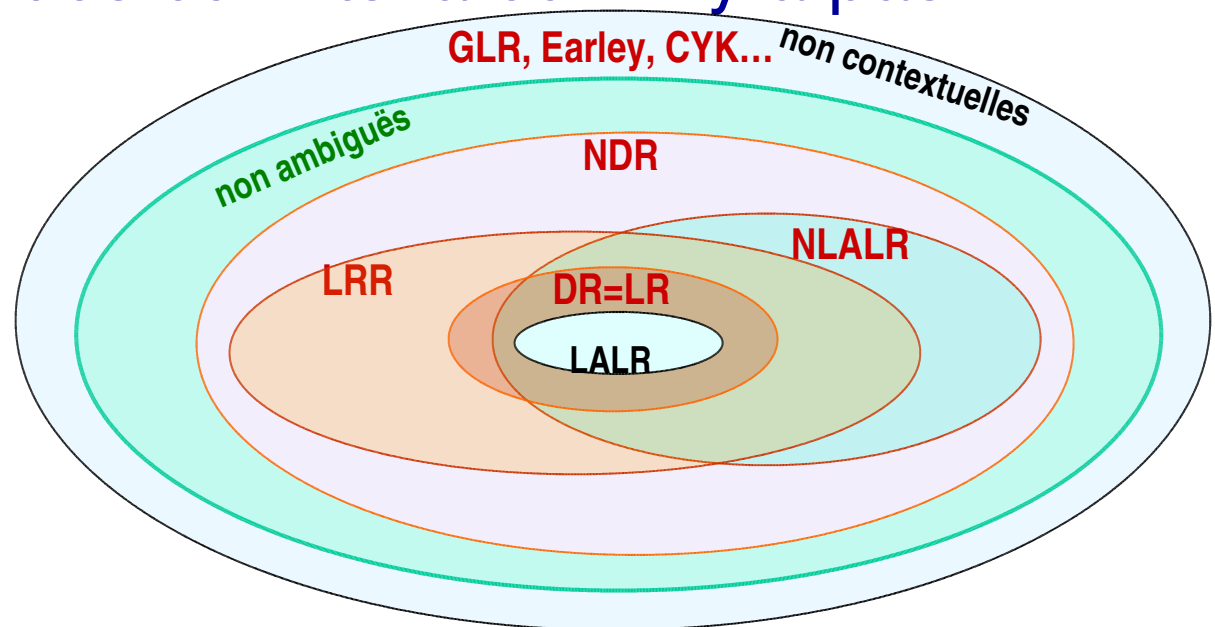 GLR, Earley, CYK...
non contextuelles
non ambiguës
NDR
NLALR
LRR
DR=LR
LALR